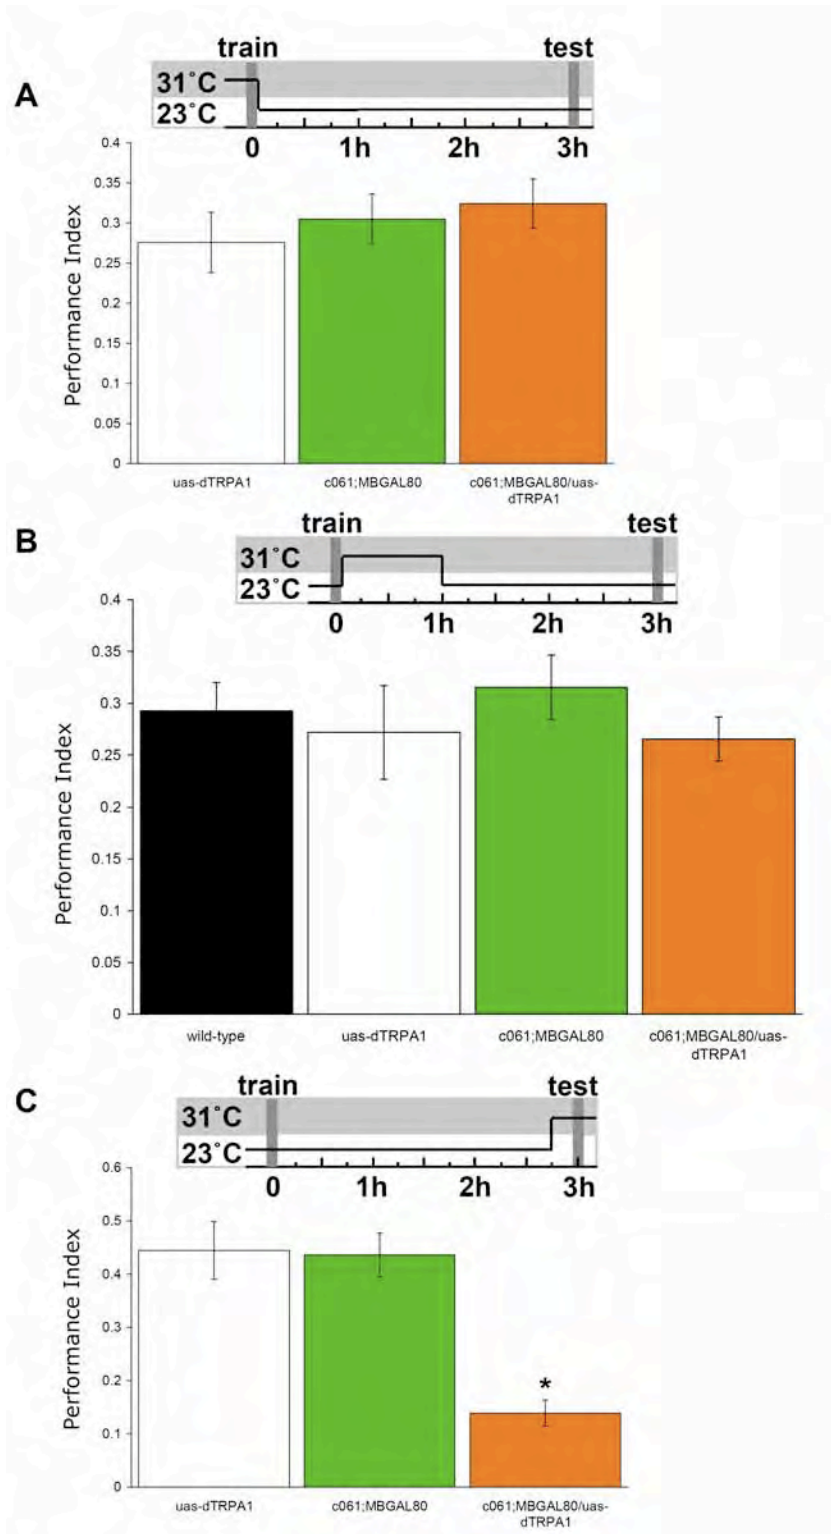 A
train test
31˚C
23˚C
0 1h 2h 3h
0.4
0.35
0.3
0.25
0.2
0.15
0.1
0.05
0
Performance Index
uas-dTRPA1 c061;MBGAL80 c061;MBGAL80/uas-
dTRPA1
B
train test
31˚C
23˚C
0 1h 2h 3h
0.4
0.35
0.3
0.25
0.2
0.15
0.1
0.05
0
Performance Index
wild-type uas-dTRPA1 c061;MBGAL80 c061;MBGAL80/uas-
dTRPA1
C
train test
31˚C
23˚C
0 1h 2h 3h
0.6
0.5
0.4
0.3
0.2
0.1
0
Performance Index
*
uas-dTRPA1 c061;MBGAL80 c061;MBGAL80/uas-
dTRPA1